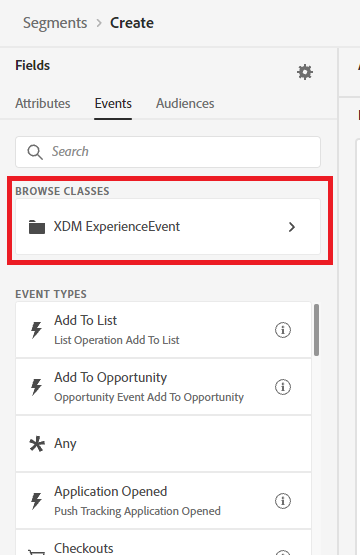 Segments > Create
Fields
Attributes Events Audiences
Search
BROWSE CLASSES
XDM ExperienceEvent
EVENT TYPES
Add To List
List Operation Add To List
Add To Opportunity
Opportunity Event Add To Opportunity
Any
Application Opened
Push Tracking Application Opened
Checkouts